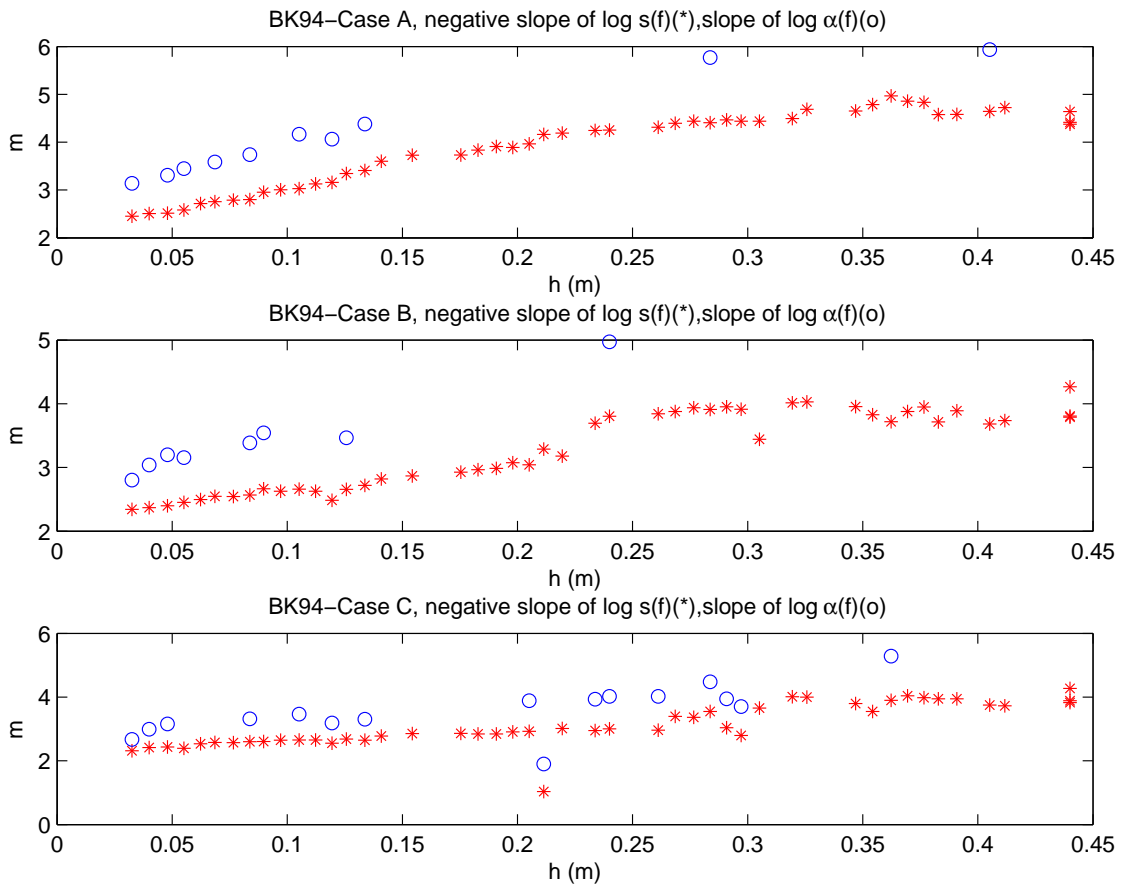 BK94−Case A, negative slope of log s(f)(*),slope of log α(f)(o)
6
5
4
3
2
m
0 0.05 0.1 0.15 0.2 0.25 0.3 0.35 0.4 0.45
h (m)
BK94−Case B, negative slope of log s(f)(*),slope of log α(f)(o)
5
4
3
2
m
0 0.05 0.1 0.15 0.2 0.25 0.3 0.35 0.4 0.45
h (m)
BK94−Case C, negative slope of log s(f)(*),slope of log α(f)(o)
6
4
2
0
m
0 0.05 0.1 0.15 0.2 0.25 0.3 0.35 0.4 0.45
h (m)